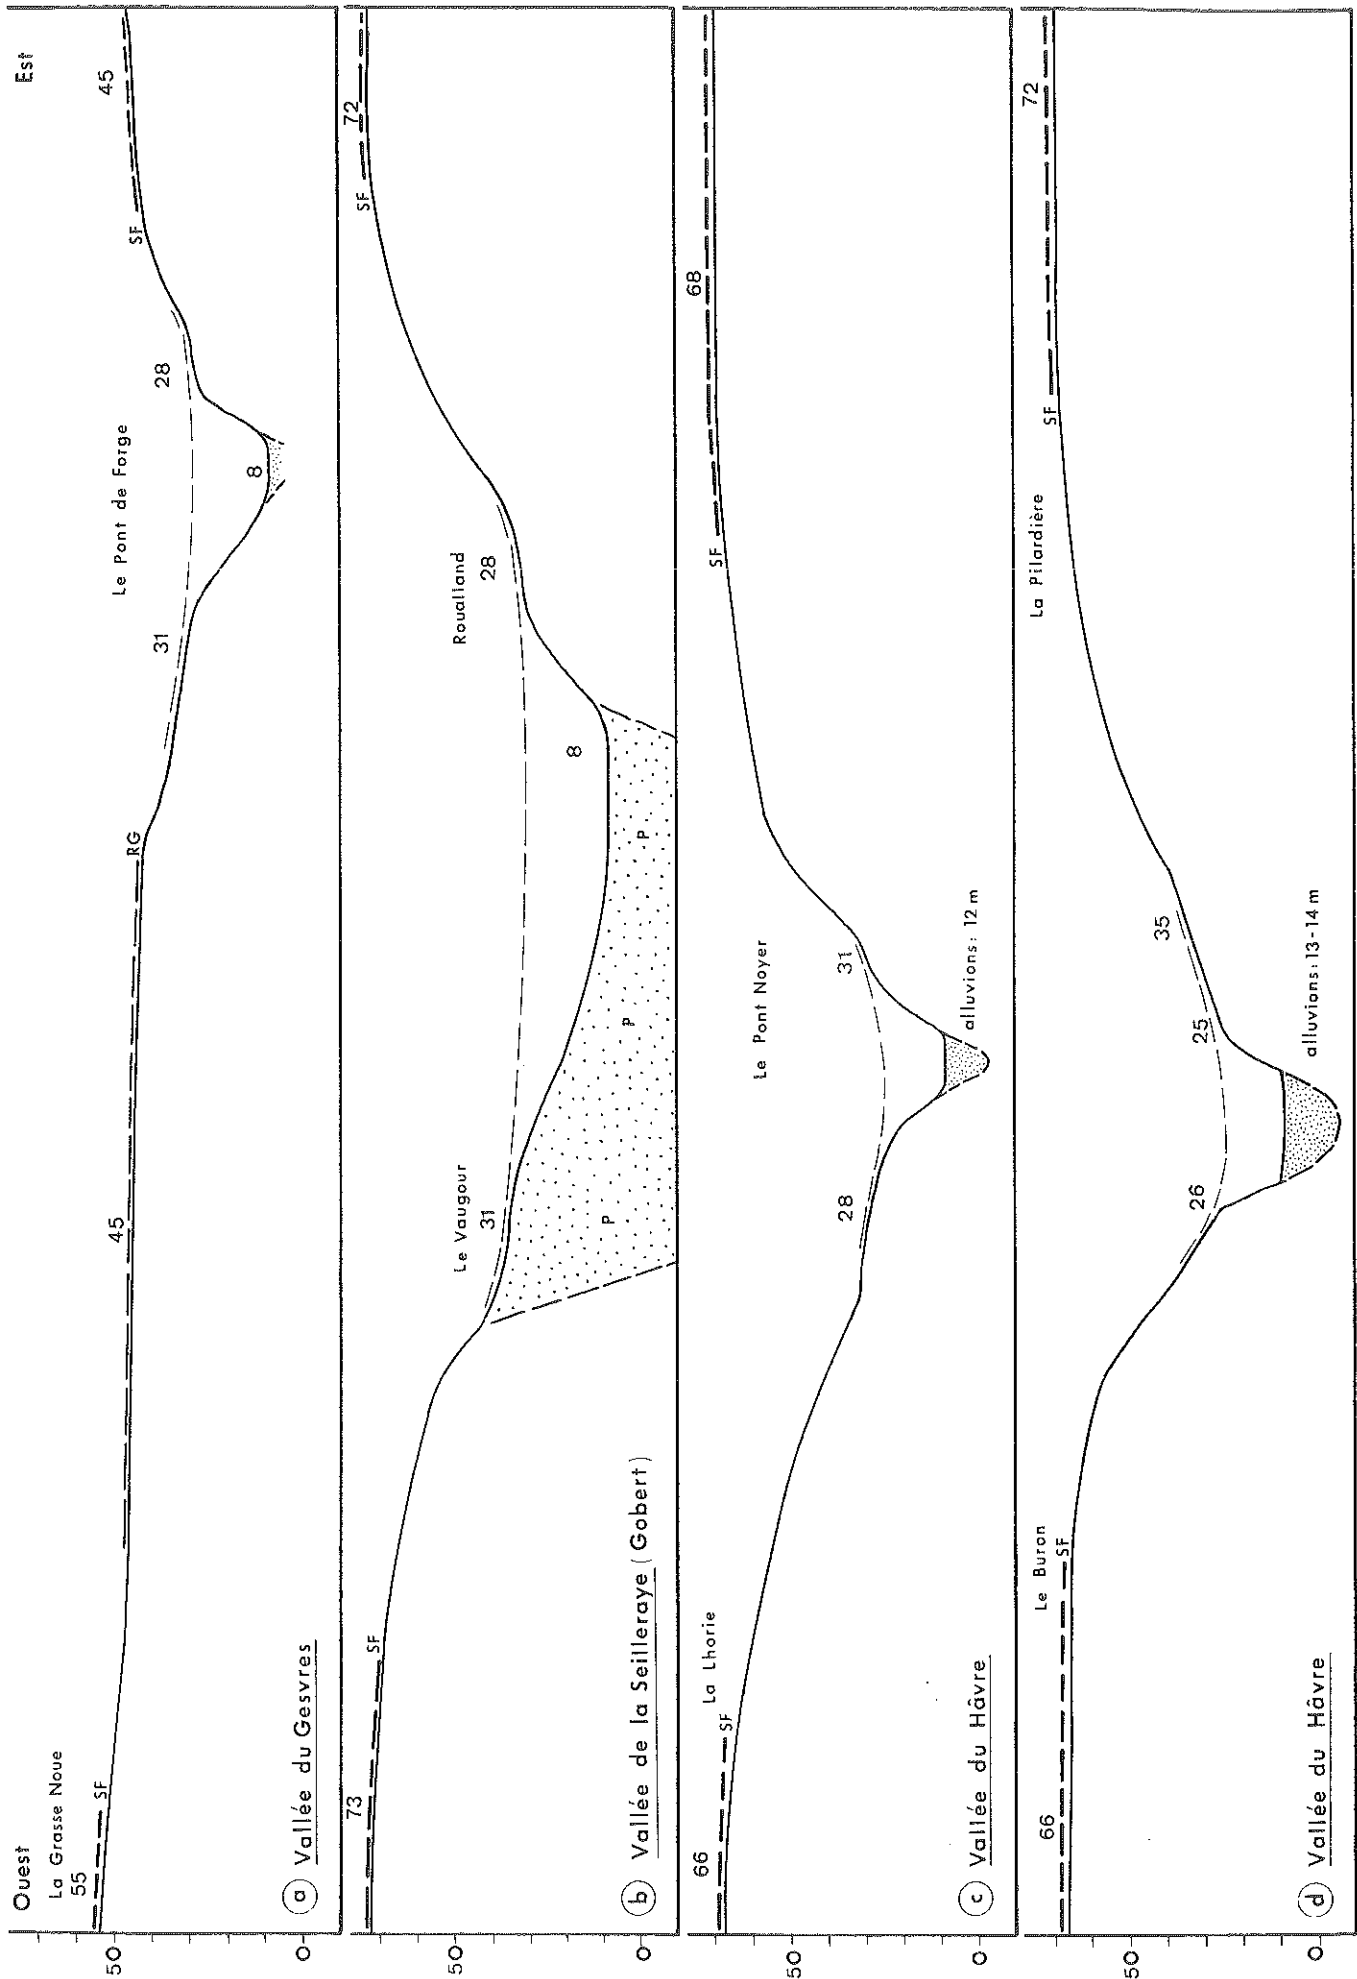 Ouest
Est
La Grasse Noue
55
SF
45
RG
31
Le Pont de Forge
8
28
SF
45
50
0
a Vallée du Gesvres
73
SF
Le Vaugour
31
P
P
P
8
Roualland
28
SF
72
50
0
b Vallée de la Seilleraye (Gobert)
66
La Lhorie
SF
28
Le Pont Noyer
31
alluvions: 12 m
SF
68
50
0
c Vallée du Hâvre
66
Le Buron
SF
26
25
35
alluvions: 13-14 m
La Pilardière
SF
72
50
0
d Vallée du Hâvre